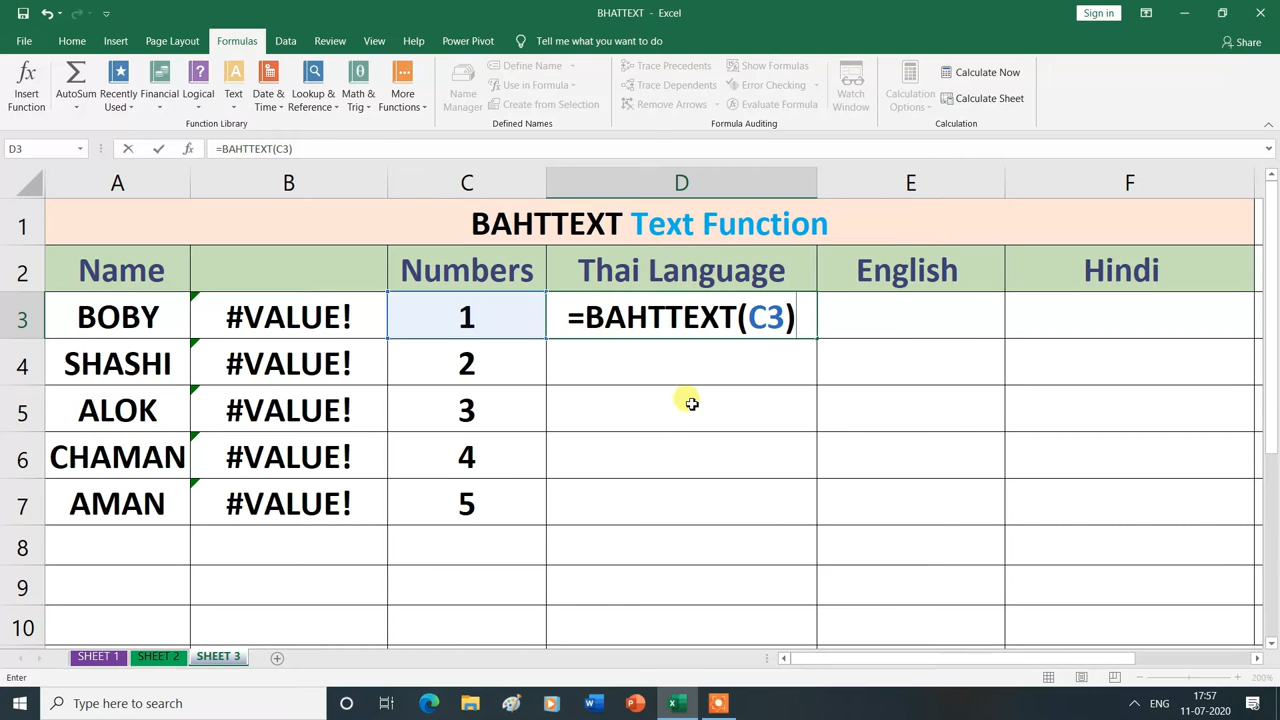 BHATTEXT - Excel
Sign in
File Home Insert Page Layout Formulas Data Review View Help Power Pivot Tell me what you want to do Share
Insert Function
AutoSum
Recently Used
Financial
Logical
Text
Date & Time
Lookup & Reference
Math & Trig
More Functions
Function Library
Name Manager
Define Name
Use in Formula
Create from Selection
Defined Names
Trace Precedents
Trace Dependents
Remove Arrows
Show Formulas
Error Checking
Evaluate Formula
Formula Auditing
Watch Window
Calculation Options
Calculate Now
Calculate Sheet
Calculation
D3 fx =BAHTTEXT(C3)
A B C D E F
1 BAHTTEXT Text Function
2 Name Numbers Thai Language English Hindi
3 BOBY #VALUE! 1 =BAHTTEXT(C3)
4 SHASHI #VALUE! 2
5 ALOK #VALUE! 3
6 CHAMAN #VALUE! 4
7 AMAN #VALUE! 5
8
9
10
SHEET 1 SHEET 2 SHEET 3
Enter 200%
Type here to search
ENG
17:57
11-07-2020